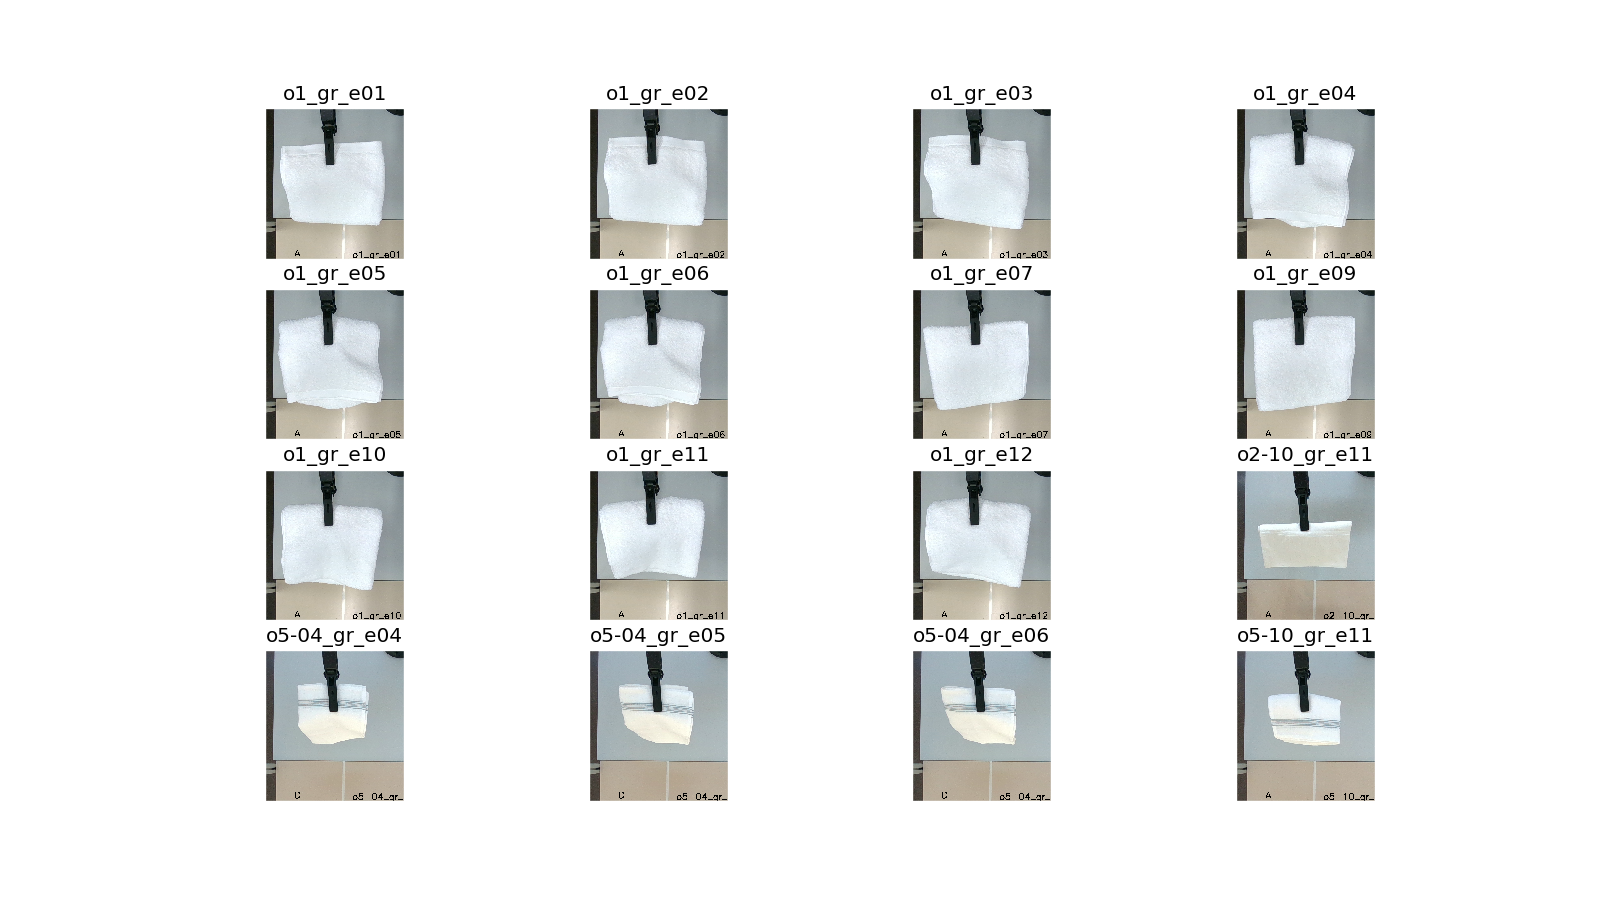 o1_gr_e01 o1_gr_e02 o1_gr_e03 o1_gr_e04
A o1_gr_e01 A o1_gr_e02 A o1_gr_e03 A o1_gr_e04
o1_gr_e05 o1_gr_e06 o1_gr_e07 o1_gr_e09
A o1_gr_e05 A o1_gr_e06 A o1_gr_e07 A o1_gr_e09
o1_gr_e10 o1_gr_e11 o1_gr_e12 o2-10_gr_e11
A o1_gr_e10 A o1_gr_e11 A o1_gr_e12 A o2_10_gr_
o5-04_gr_e04 o5-04_gr_e05 o5-04_gr_e06 o5-10_gr_e11
C o5_04_gr_ C o5_04_gr_ C o5_04_gr_ A o5_10_gr_